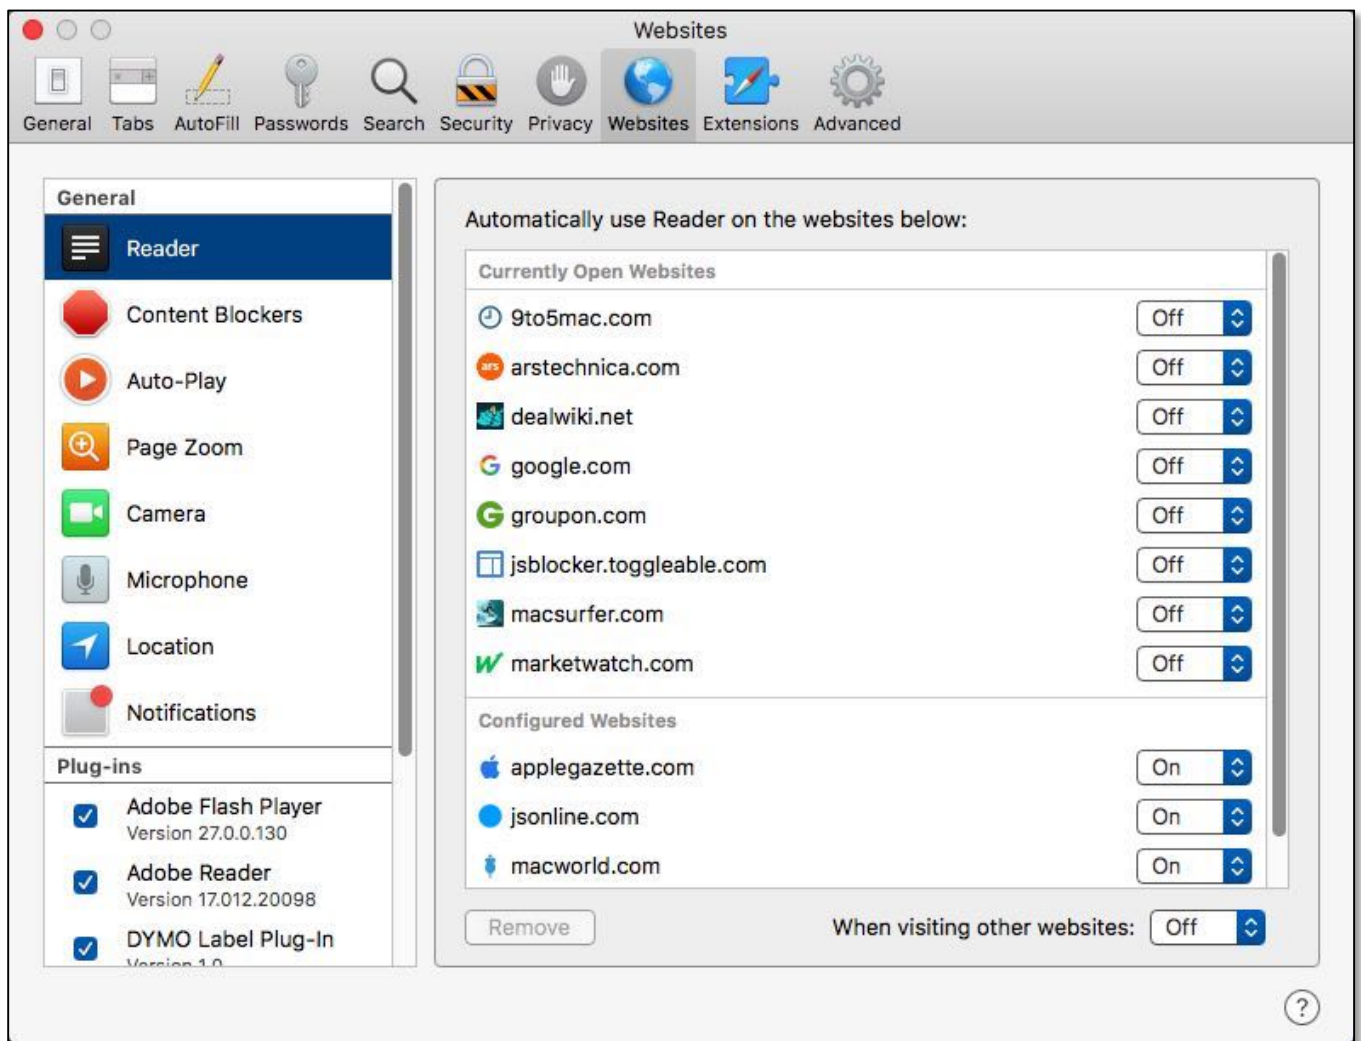 Websites
General Tabs AutoFill Passwords Search Security Privacy Websites Extensions Advanced
General
Reader
Content Blockers
Auto-Play
Page Zoom
Camera
Microphone
Location
Notifications
Plug-ins
Adobe Flash Player
Version 27.0.0.130
Adobe Reader
Version 17.012.20098
DYMO Label Plug-In
Version 1.0
Automatically use Reader on the websites below:
Currently Open Websites
9to5mac.com Off
ars arstechnica.com Off
dealwiki.net Off
google.com Off
groupon.com Off
jsblocker.toggleable.com Off
macsurfer.com Off
marketwatch.com Off
Configured Websites
applegazette.com On
jsonline.com On
macworld.com On
Remove When visiting other websites: Off
?